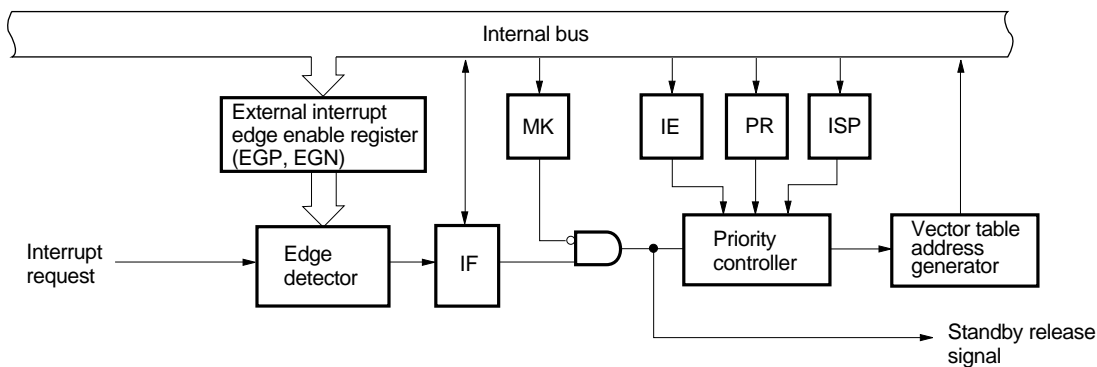 Internal bus
External interrupt
edge enable register
(EGP, EGN)
MK
IE
PR
ISP
Interrupt
request
Edge
detector
IF
Priority
controller
Vector table
address
generator
Standby release
signal